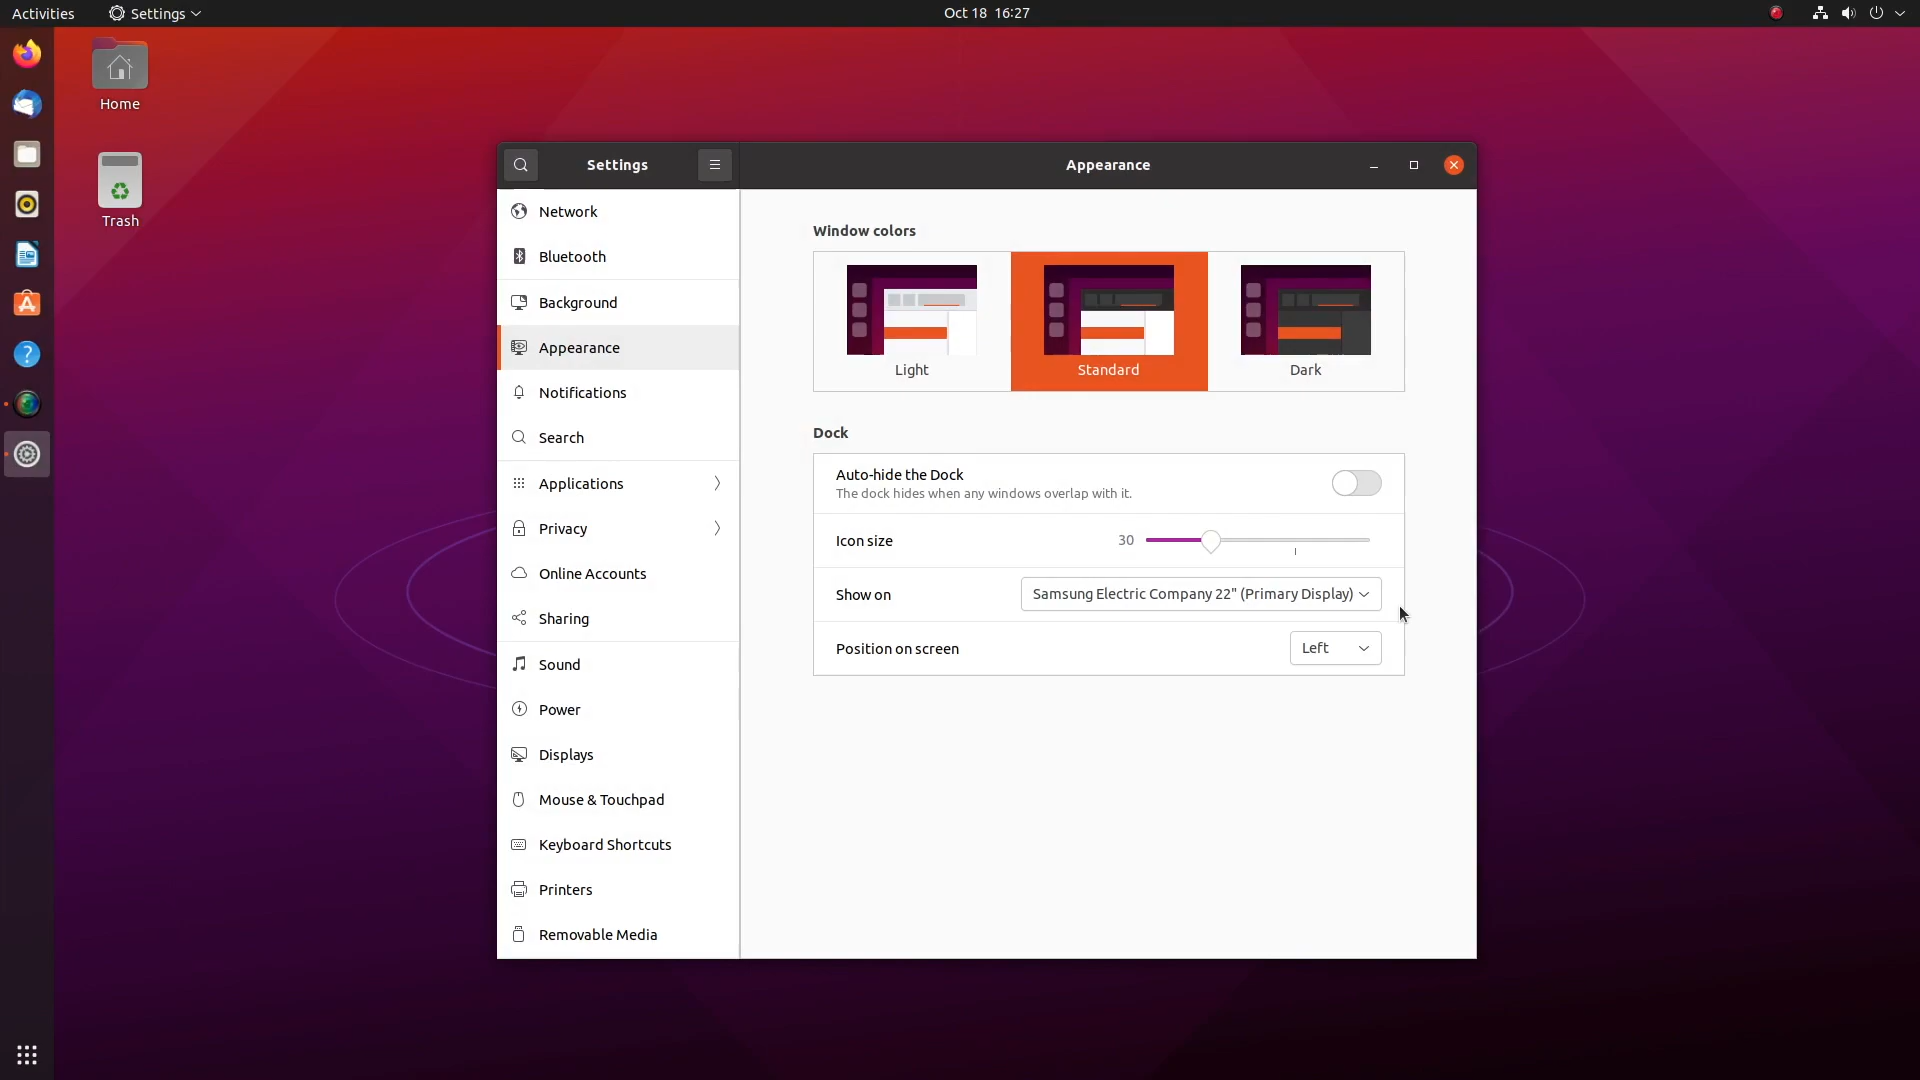 Activities
Settings
Oct 18 16:27
Home
Trash
Settings
Appearance
Network
Bluetooth
Background
Appearance
Notifications
Search
Applications
Privacy
Online Accounts
Sharing
Sound
Power
Displays
Mouse & Touchpad
Keyboard Shortcuts
Printers
Removable Media
Window colors
Light
Standard
Dark
Dock
Auto-hide the Dock
The dock hides when any windows overlap with it.
Icon size
30
Show on
Samsung Electric Company 22" (Primary Display)
Position on screen
Left